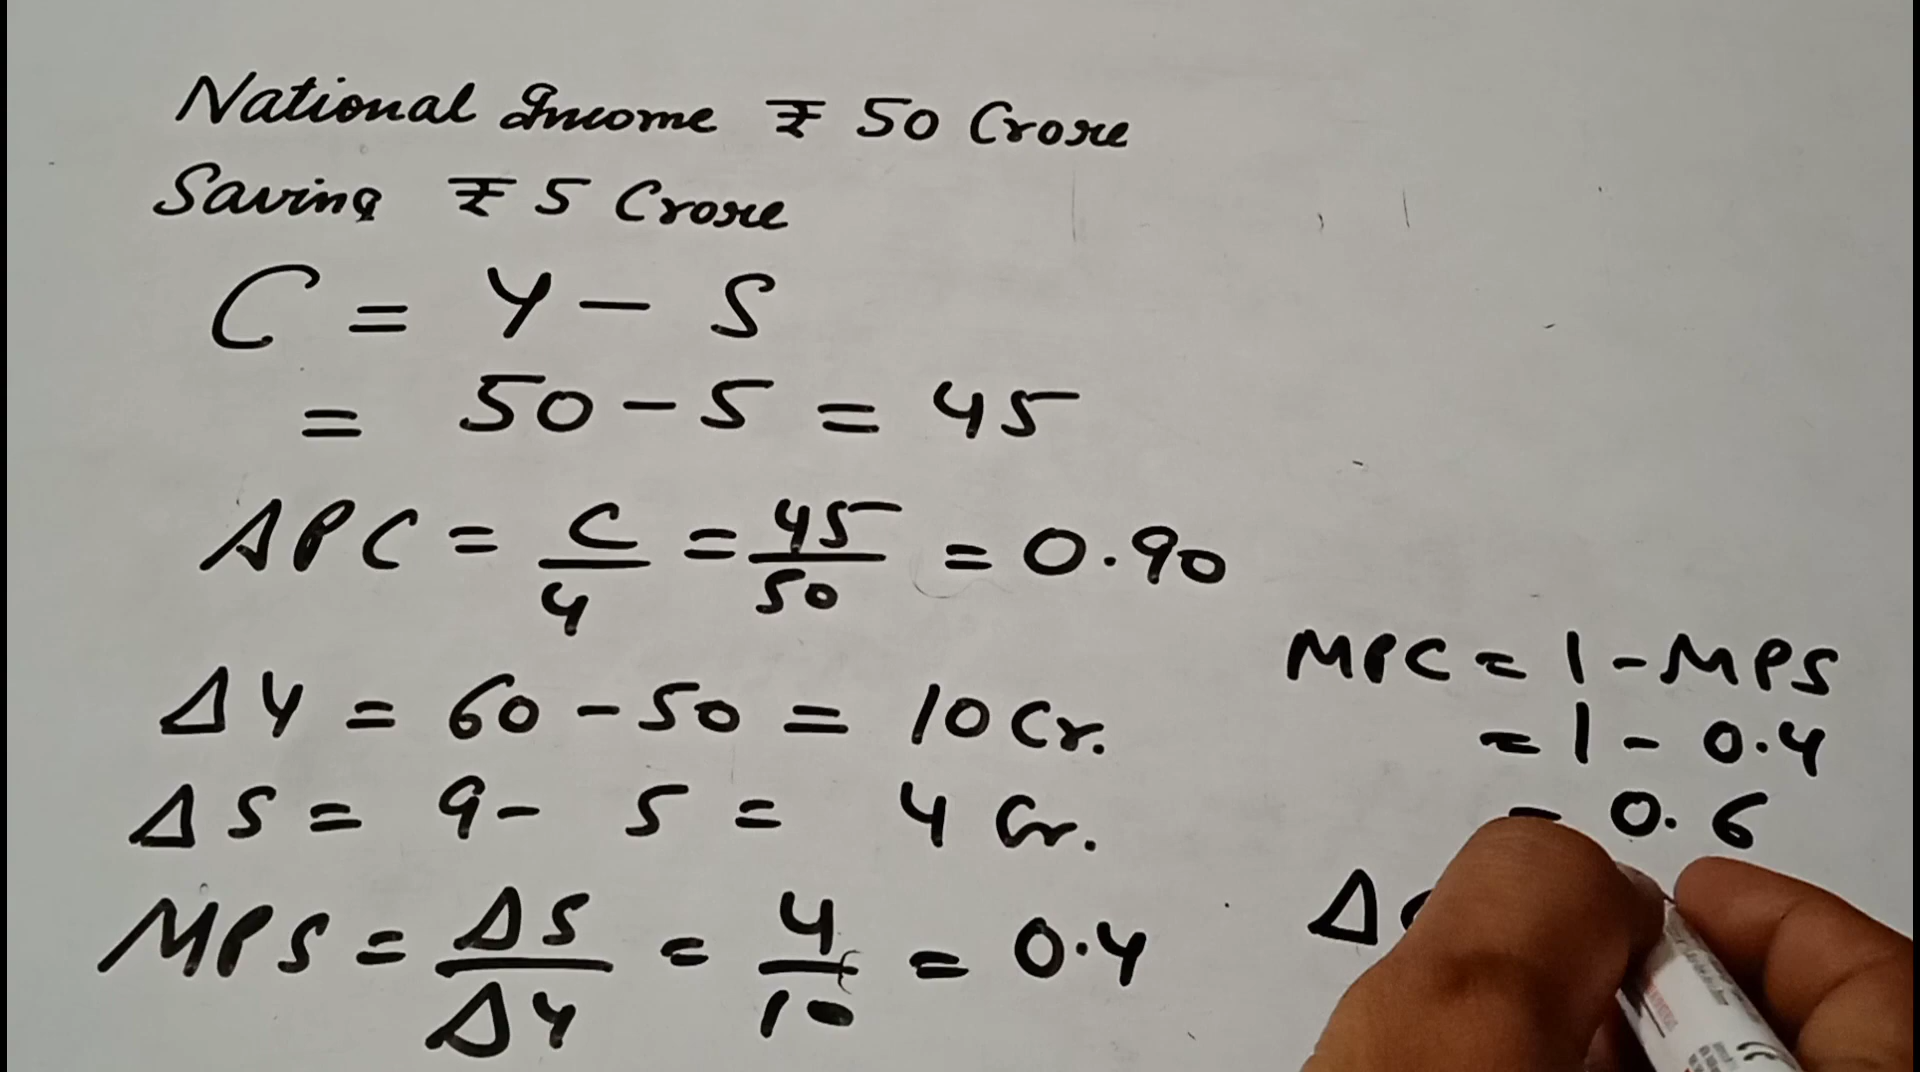 National Income ₹ 50 Crore
Saving ₹ 5 Crore
C = Y - S
= 50 - 5 = 45
APC = C/Y = 45/50 = 0.90
ΔY = 60 - 50 = 10 Cr.
ΔS = 9 - 5 = 4 Cr.
MPS = ΔS/ΔY = 4/10 = 0.4
MPC = 1 - MPS
= 1 - 0.4
= 0.6
Δ